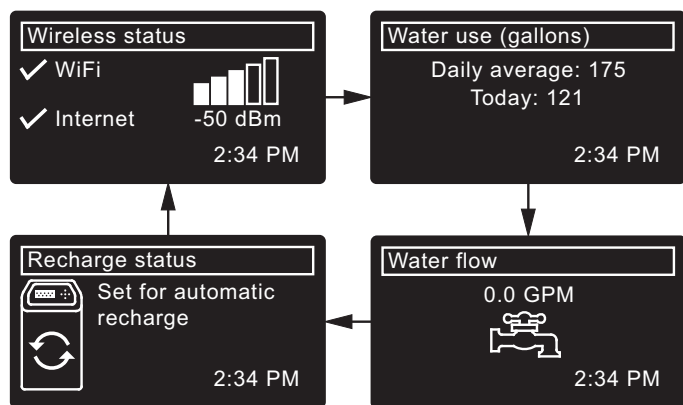 Wireless status
WiFi
Internet
-50 dBm
2:34 PM
Water use (gallons)
Daily average: 175
Today: 121
2:34 PM
Recharge status
Set for automatic
recharge
2:34 PM
Water flow
0.0 GPM
2:34 PM